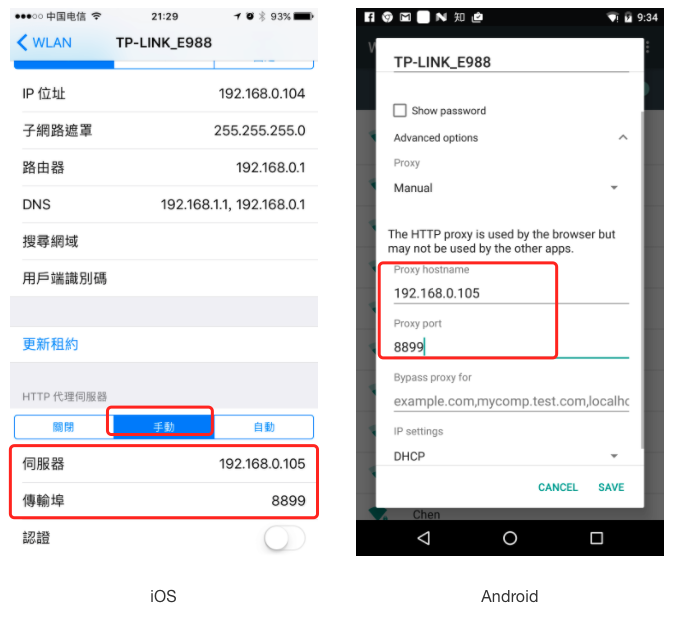 中国电信 21:29 93%
WLAN TP-LINK_E988
IP 位址 192.168.0.104
子網路遮罩 255.255.255.0
路由器 192.168.0.1
DNS 192.168.1.1, 192.168.0.1
搜尋網域
用戶端識別碼
更新租約
HTTP 代理伺服器
關閉 手動 自動
伺服器 192.168.0.105
傳輸埠 8899
認證
iOS
知 9:34
TP-LINK_E988
Show password
Advanced options
Proxy
Manual
The HTTP proxy is used by the browser but
may not be used by the other apps.
Proxy hostname
192.168.0.105
Proxy port
8899
Bypass proxy for
example.com,mycomp.test.com,localhc
IP settings
DHCP
CANCEL SAVE
Chen
Android